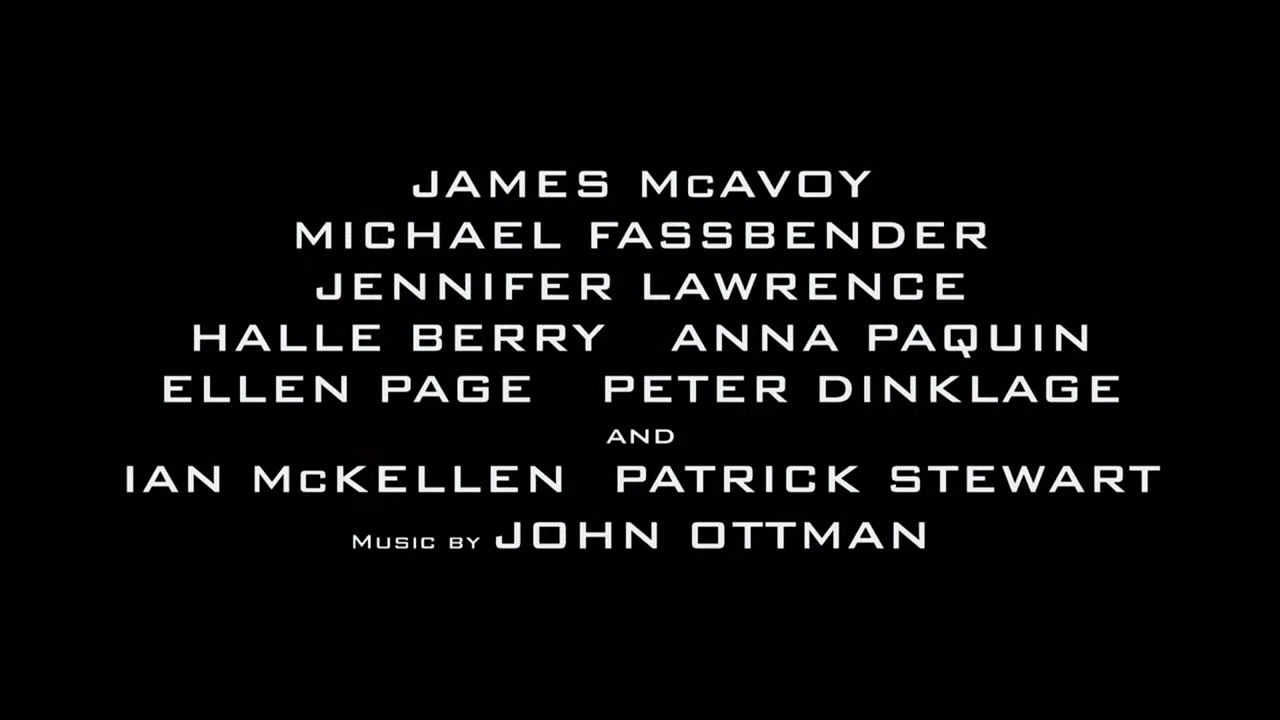 JAMES McAVOY
MICHAEL FASSBENDER
JENNIFER LAWRENCE
HALLE BERRY ANNA PAQUIN
ELLEN PAGE PETER DINKLAGE
AND
IAN McKELLEN PATRICK STEWART
MUSIC BY JOHN OTTMAN